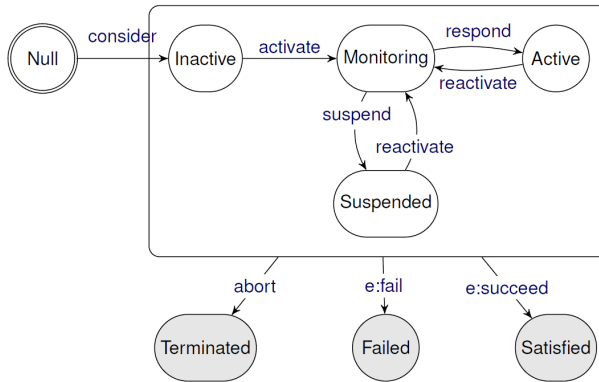 consider
Null
Inactive
activate
Monitoring
respond
Active
reactivate
suspend
reactivate
Suspended
abort
e:fail
e:succeed
Terminated
Failed
Satisfied